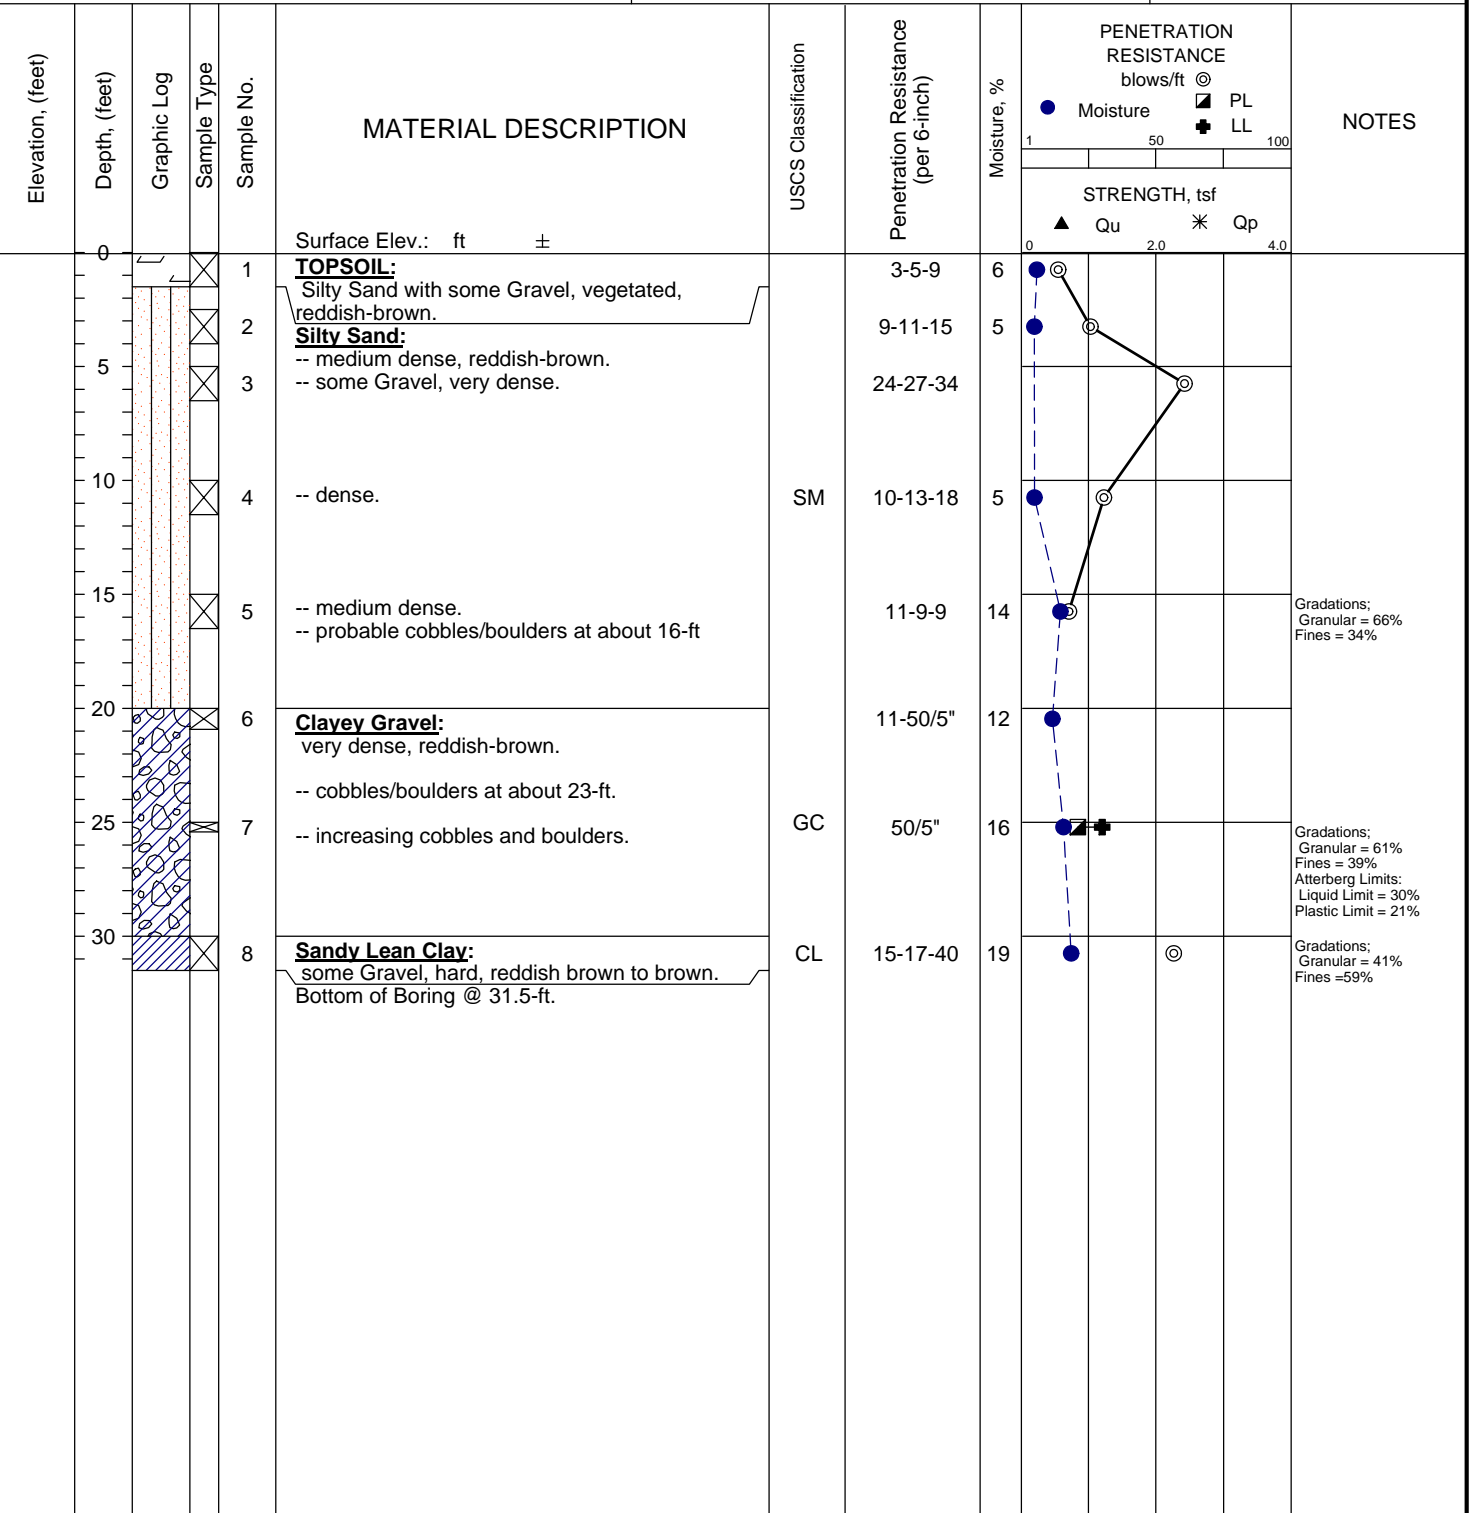 Elevation, (feet)
Depth, (feet)
Graphic Log
Sample Type
Sample No.
MATERIAL DESCRIPTION
Surface Elev.: ft ±
USCS Classification
Penetration Resistance
(per 6-inch)
Moisture, %
PENETRATION
RESISTANCE
blows/ft
Moisture
PL
LL
1 50 100
STRENGTH, tsf
Qu Qp
0 2.0 4.0
NOTES
0
1 TOPSOIL: 3-5-9 6
Silty Sand with some Gravel, vegetated,
reddish-brown.
2 9-11-15 5
Silty Sand:
-- medium dense, reddish-brown.
5
3 -- some Gravel, very dense. 24-27-34
10
4 -- dense. SM 10-13-18 5
15
5 -- medium dense. 11-9-9 14
-- probable cobbles/boulders at about 16-ft
Gradations;
Granular = 66%
Fines = 34%
20
6 Clayey Gravel: 11-50/5" 12
very dense, reddish-brown.
-- cobbles/boulders at about 23-ft.
25
7 -- increasing cobbles and boulders. GC 50/5" 16
Gradations;
Granular = 61%
Fines = 39%
Atterberg Limits:
Liquid Limit = 30%
Plastic Limit = 21%
30
8 Sandy Lean Clay: CL 15-17-40 19
some Gravel, hard, reddish brown to brown.
Bottom of Boring @ 31.5-ft.
Gradations;
Granular = 41%
Fines =59%